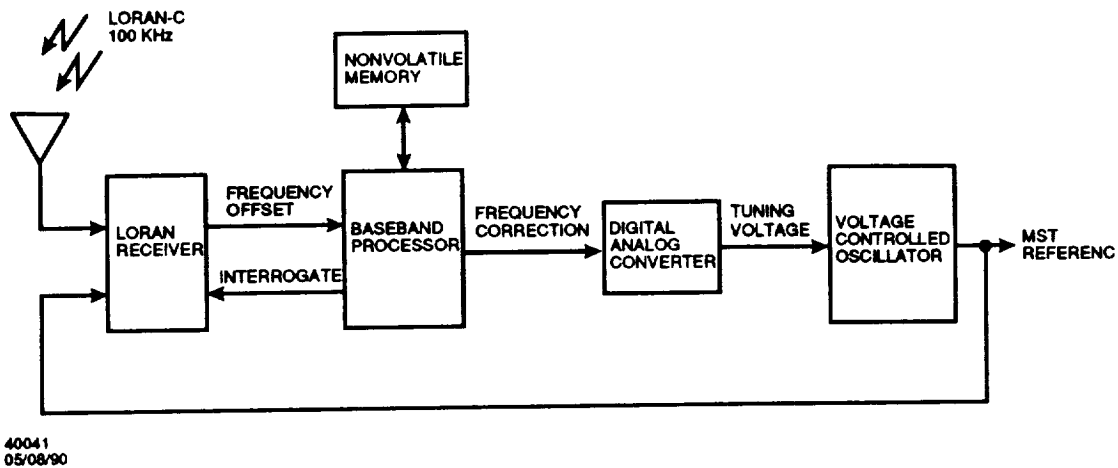 LORAN-C
100 KHz
NONVOLATILE
MEMORY
LORAN
RECEIVER
FREQUENCY
OFFSET
INTERROGATE
BASEBAND
PROCESSOR
FREQUENCY
CORRECTION
DIGITAL
ANALOG
CONVERTER
TUNING
VOLTAGE
VOLTAGE
CONTROLLED
OSCILLATOR
MST
REFERENC
40041
05/08/90